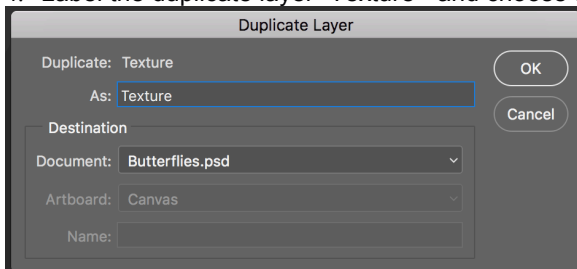 Label the duplicate layer "Texture" and choose
Duplicate Layer
Duplicate: Texture
OK
As: Texture
Cancel
Destination
Document: Butterflies.psd
Artboard: Canvas
Name: